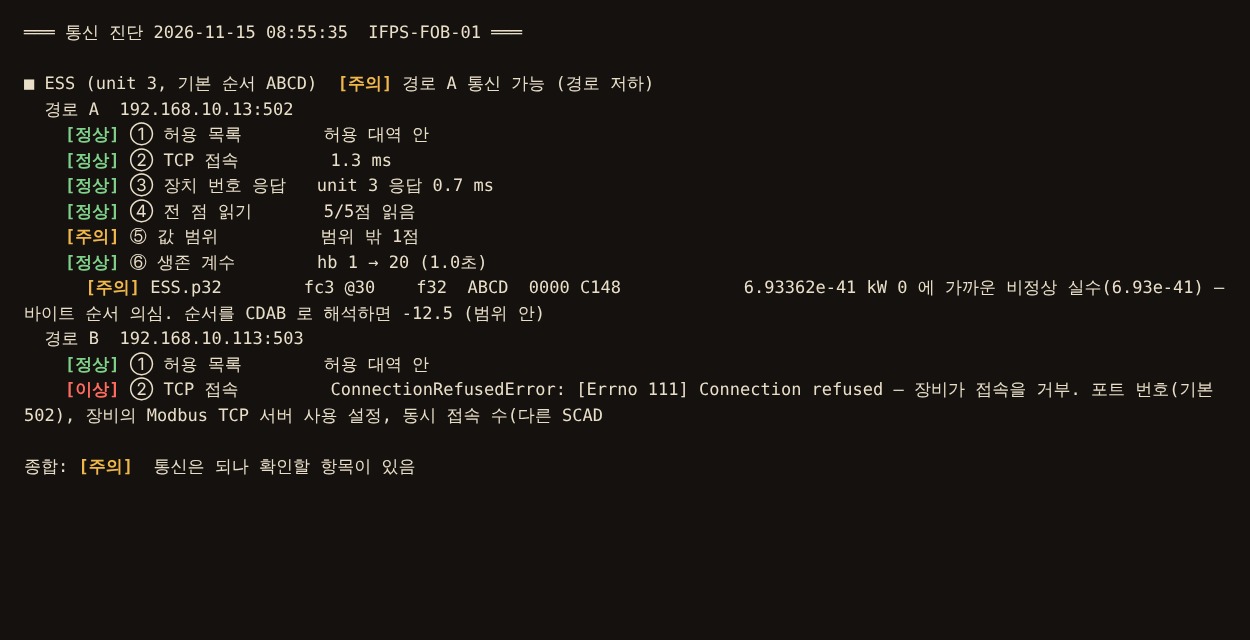 ═══ 통신 진단 2026-11-15 08:55:35  IFPS-FOB-01 ═══
■ ESS (unit 3, 기본 순서 ABCD)  [주의] 경로 A 통신 가능 (경로 저하)
경로 A  192.168.10.13:502
[정상] ① 허용 목록        허용 대역 안
[정상] ② TCP 접속         1.3 ms
[정상] ③ 장치 번호 응답   unit 3 응답 0.7 ms
[정상] ④ 전 점 읽기       5/5점 읽음
[주의] ⑤ 값 범위          범위 밖 1점
[정상] ⑥ 생존 계수        hb 1 → 20 (1.0초)
[주의] ESS.p32        fc3 @30    f32  ABCD  0000 C148            6.93362e-41 kW 0 에 가까운 비정상 실수(6.93e-41) —
바이트 순서 의심. 순서를 CDAB 로 해석하면 -12.5 (범위 안)
경로 B  192.168.10.113:503
[정상] ① 허용 목록        허용 대역 안
[이상] ② TCP 접속         ConnectionRefusedError: [Errno 111] Connection refused — 장비가 접속을 거부. 포트 번호(기본
502), 장비의 Modbus TCP 서버 사용 설정, 동시 접속 수(다른 SCAD
종합: [주의]  통신은 되나 확인할 항목이 있음